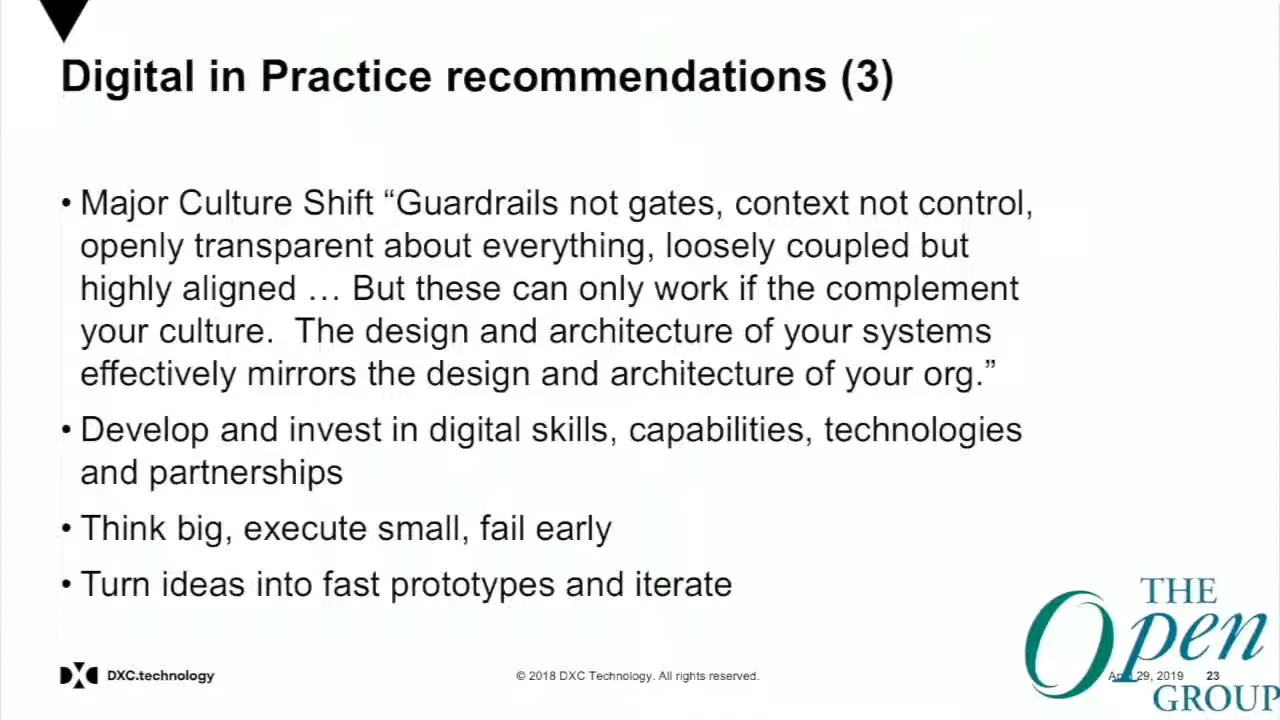 Digital in Practice recommendations (3)
• Major Culture Shift “Guardrails not gates, context not control,
openly transparent about everything, loosely coupled but
highly aligned … But these can only work if the complement
your culture.  The design and architecture of your systems
effectively mirrors the design and architecture of your org.”
• Develop and invest in digital skills, capabilities, technologies
and partnerships
• Think big, execute small, fail early
• Turn ideas into fast prototypes and iterate
DXC.technology
© 2018 DXC Technology. All rights reserved.
29, 2019
23
THE
Open
GROUP